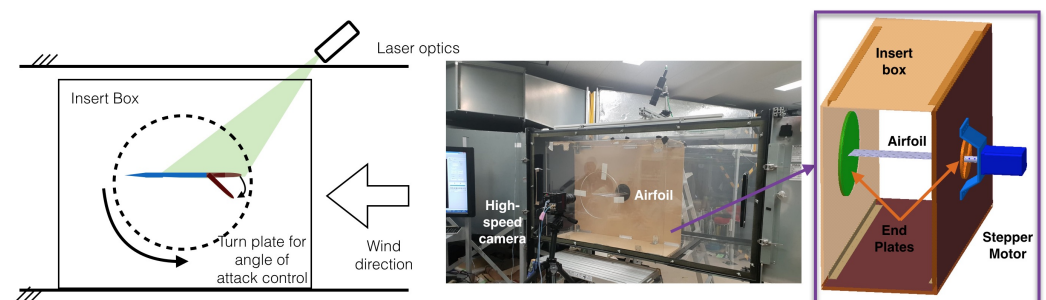 Laser optics
Insert Box
Turn plate for
angle of
attack control
Wind
direction
High-
speed
camera
Airfoil
Insert
box
Airfoil
End
Plates
Stepper
Motor